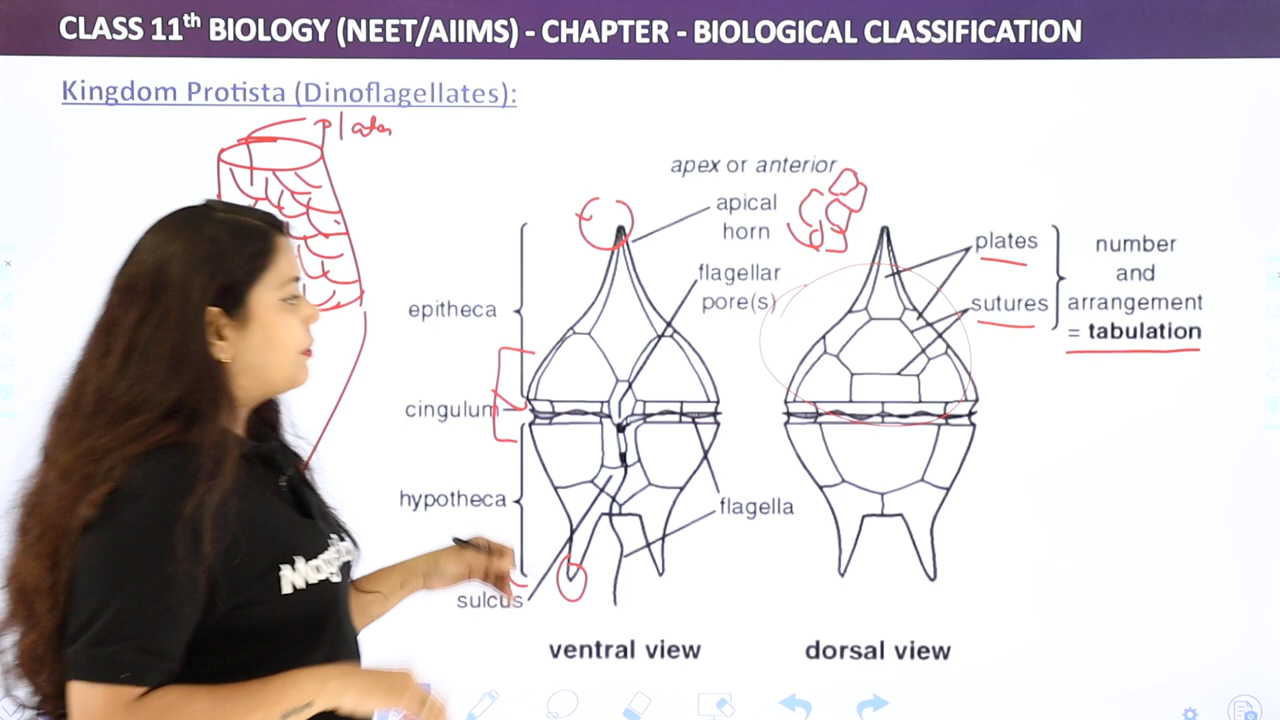 CLASS 11th BIOLOGY (NEET/AIIMS) - CHAPTER - BIOLOGICAL CLASSIFICATION
Kingdom Protista (Dinoflagellates):
Plates
apex or anterior
apical
horn
flagellar
pore(s)
epitheca
cingulum
hypotheca
sulcus
flagella
plates
sutures
number
and
arrangement
= tabulation
ventral view
dorsal view